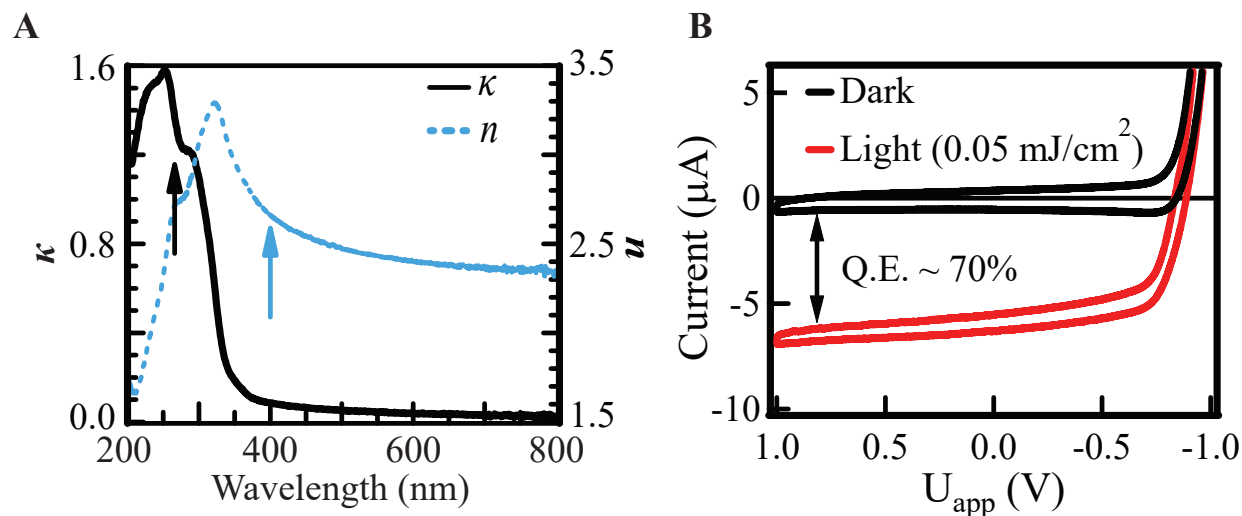 A
1.6
0.8
0.0
κ
200
400
600
800
Wavelength (nm)
3.5
2.5
1.5
n
κ
n
B
5
0
-5
-10
Current (μA)
Dark
Light (0.05 mJ/cm²)
Q.E. ~ 70%
1.0
0.5
0.0
-0.5
-1.0
U_app (V)